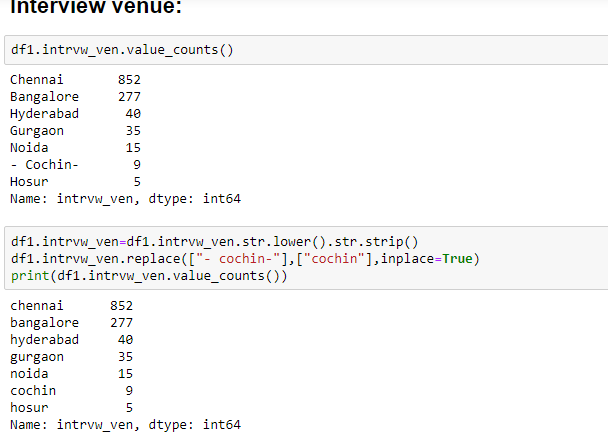 Interview venue:
df1.intrvw_ven.value_counts()
Chennai 852
Bangalore 277
Hyderabad 40
Gurgaon 35
Noida 15
- Cochin- 9
Hosur 5
Name: intrvw_ven, dtype: int64
df1.intrvw_ven=df1.intrvw_ven.str.lower().str.strip()
df1.intrvw_ven.replace(["- cochin-"],["cochin"],inplace=True)
print(df1.intrvw_ven.value_counts())
chennai 852
bangalore 277
hyderabad 40
gurgaon 35
noida 15
cochin 9
hosur 5
Name: intrvw_ven, dtype: int64